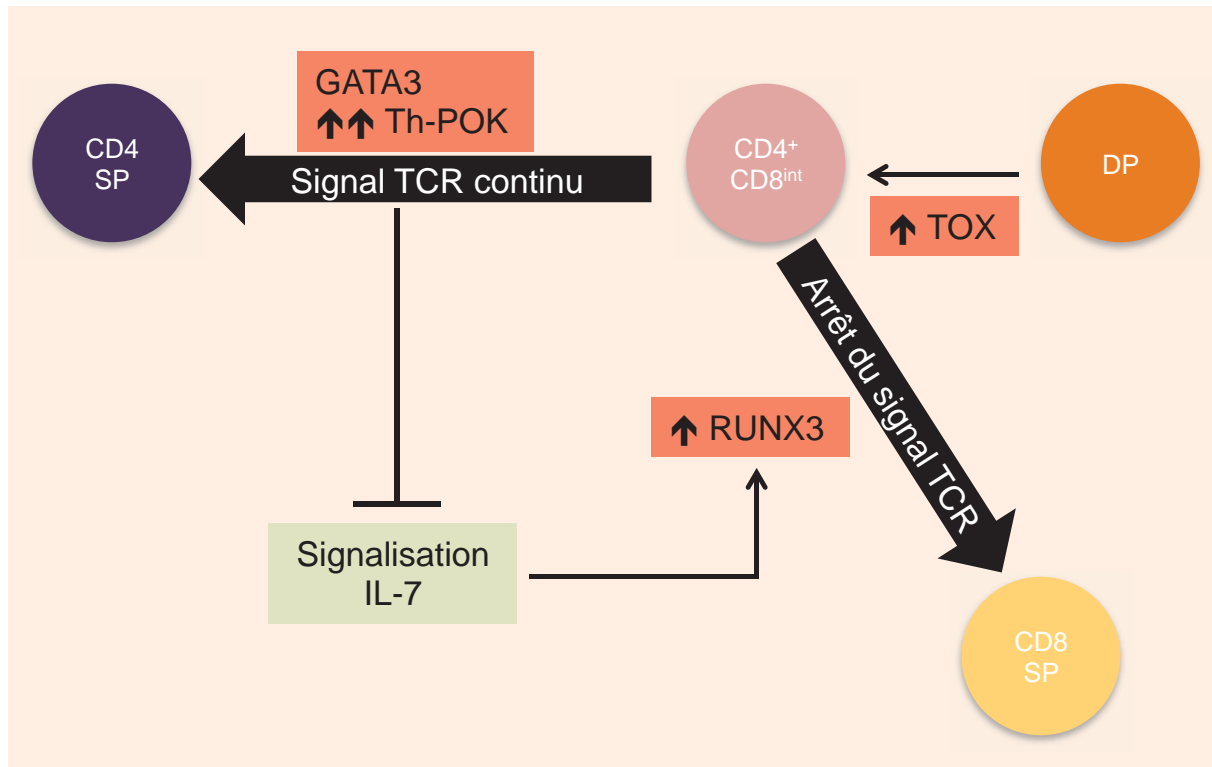 GATA3
↑↑ Th-POK
CD4
SP
Signal TCR continu
CD4⁺
CD8ⁱⁿᵗ
DP
↑ TOX
Arrêt du signal TCR
↑ RUNX3
Signalisation
IL-7
CD8
SP